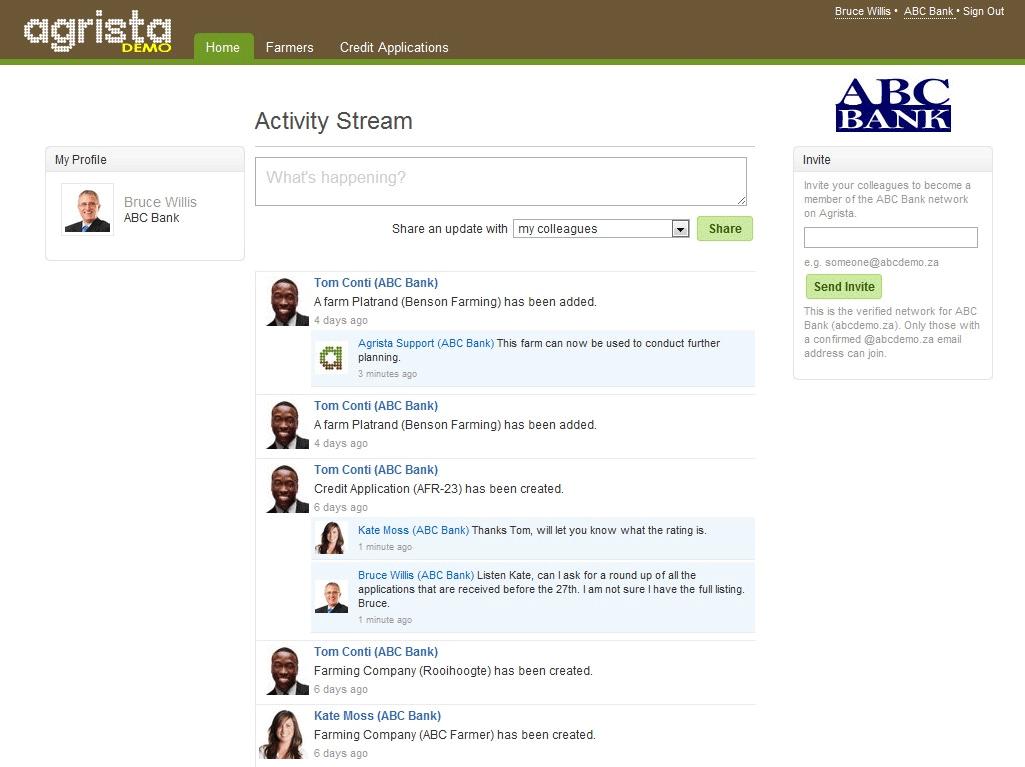 agrista
DEMO
Bruce Willis • ABC Bank • Sign Out
Home Farmers Credit Applications
ABC
BANK
Activity Stream
My Profile
Bruce Willis
ABC Bank
What's happening?
Share an update with my colleagues Share
Tom Conti (ABC Bank)
A farm Platrand (Benson Farming) has been added.
4 days ago
Agrista Support (ABC Bank) This farm can now be used to conduct further
planning.
3 minutes ago
Tom Conti (ABC Bank)
A farm Platrand (Benson Farming) has been added.
4 days ago
Tom Conti (ABC Bank)
Credit Application (AFR-23) has been created.
6 days ago
Kate Moss (ABC Bank) Thanks Tom, will let you know what the rating is.
1 minute ago
Bruce Willis (ABC Bank) Listen Kate, can I ask for a round up of all the
applications that are received before the 27th. I am not sure I have the full listing.
Bruce.
1 minute ago
Tom Conti (ABC Bank)
Farming Company (Rooihoogte) has been created.
6 days ago
Kate Moss (ABC Bank)
Farming Company (ABC Farmer) has been created.
6 days ago
Invite
Invite your colleagues to become a
member of the ABC Bank network
on Agrista.
e.g. someone@abcdemo.za
Send Invite
This is the verified network for ABC
Bank (abcdemo.za). Only those with
a confirmed @abcdemo.za email
address can join.